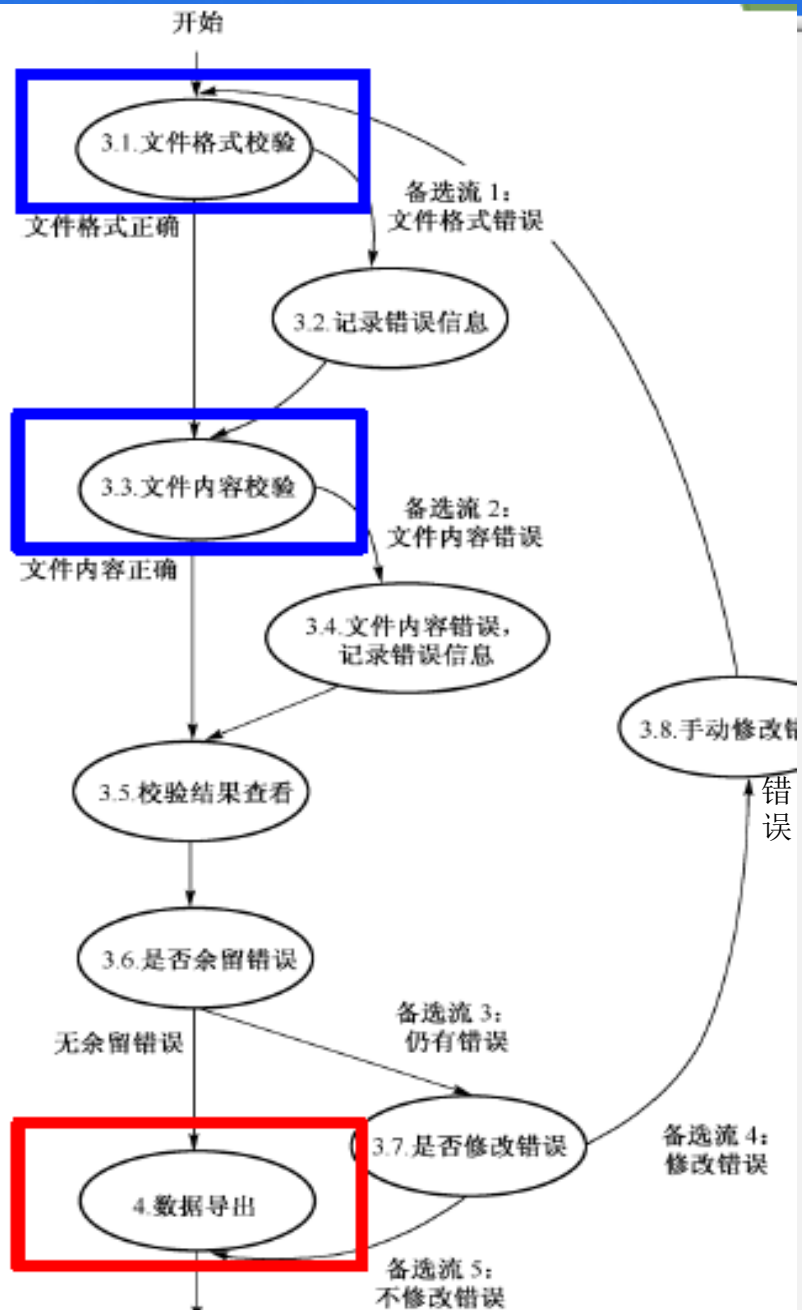 开始
3.1.文件格式校验
备选流 1:
文件格式错误
文件格式正确
3.2.记录错误信息
3.3.文件内容校验
备选流 2:
文件内容错误
文件内容正确
3.4.文件内容错误,
记录错误信息
3.8.手动修改错
错
误
3.5.校验结果查看
3.6.是否余留错误
备选流 3:
仍有错误
无余留错误
3.7.是否修改错误
备选流 4:
修改错误
4.数据导出
备选流 5:
不修改错误